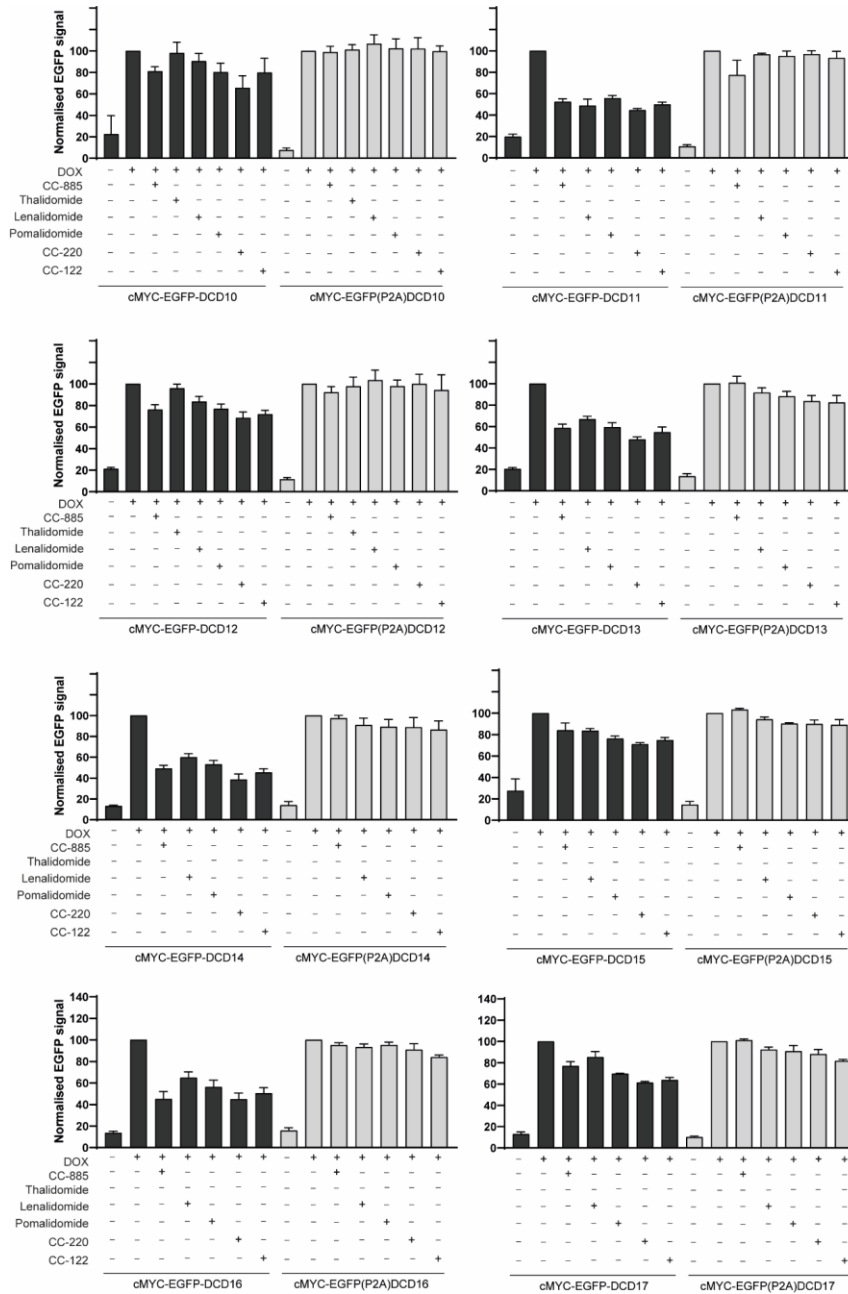 Normalised EGFP signal
100
80
60
40
20
0
DOX – + + + + + + + – + + + + + + +
CC-885 – – + – – – – – – – + – – – – –
Thalidomide – – – + – – – – – – – + – – – –
Lenalidomide – – – – + – – – – – – – + – – –
Pomalidomide – – – – – + – – – – – – – + – –
CC-220 – – – – – – + – – – – – – – + –
CC-122 – – – – – – – + – – – – – – – +
cMYC-EGFP-DCD10 cMYC-EGFP(P2A)DCD10
100
80
60
40
20
0
– + + + + + + – + + + + + +
– – + – – – – – – + – – – –
– – – – – – – – – – – – – –
– – – + – – – – – – + – – –
– – – – + – – – – – – + – –
– – – – – + – – – – – – + –
– – – – – – + – – – – – – +
cMYC-EGFP-DCD11 cMYC-EGFP(P2A)DCD11
Normalised EGFP signal
100
80
60
40
20
0
DOX – + + + + + + + – + + + + + + +
CC-885 – – + – – – – – – – + – – – – –
Thalidomide – – – + – – – – – – – + – – – –
Lenalidomide – – – – + – – – – – – – + – – –
Pomalidomide – – – – – + – – – – – – – + – –
CC-220 – – – – – – + – – – – – – – + –
CC-122 – – – – – – – + – – – – – – – +
cMYC-EGFP-DCD12 cMYC-EGFP(P2A)DCD12
100
80
60
40
20
0
– + + + + + + – + + + + + +
– – + – – – – – – + – – – –
– – – – – – – – – – – – – –
– – – + – – – – – – + – – –
– – – – + – – – – – – + – –
– – – – – + – – – – – – + –
– – – – – – + – – – – – – +
cMYC-EGFP-DCD13 cMYC-EGFP(P2A)DCD13
Normalised EGFP signal
100
80
60
40
20
0
DOX – + + + + + + – + + + + + +
CC-885 – – + – – – – – – + – – – –
Thalidomide – – – – – – – – – – – – – –
Lenalidomide – – – + – – – – – – + – – –
Pomalidomide – – – – + – – – – – – + – –
CC-220 – – – – – + – – – – – – + –
CC-122 – – – – – – + – – – – – – +
cMYC-EGFP-DCD14 cMYC-EGFP(P2A)DCD14
100
80
60
40
20
0
– + + + + + + – + + + + + +
– – + – – – – – – + – – – –
– – – – – – – – – – – – – –
– – – + – – – – – – + – – –
– – – – + – – – – – – + – –
– – – – – + – – – – – – + –
– – – – – – + – – – – – – +
cMYC-EGFP-DCD15 cMYC-EGFP(P2A)DCD15
Normalised EGFP signal
140
120
100
80
60
40
20
0
DOX – + + + + + + – + + + + + +
CC-885 – – + – – – – – – + – – – –
Thalidomide – – – – – – – – – – – – – –
Lenalidomide – – – + – – – – – – + – – –
Pomalidomide – – – – + – – – – – – + – –
CC-220 – – – – – + – – – – – – + –
CC-122 – – – – – – + – – – – – – +
cMYC-EGFP-DCD16 cMYC-EGFP(P2A)DCD16
140
120
100
80
60
40
20
0
– + + + + + + – + + + + + +
– – + – – – – – – + – – – –
– – – – – – – – – – – – – –
– – – + – – – – – – + – – –
– – – – + – – – – – – + – –
– – – – – + – – – – – – + –
– – – – – – + – – – – – – +
cMYC-EGFP-DCD17 cMYC-EGFP(P2A)DCD17